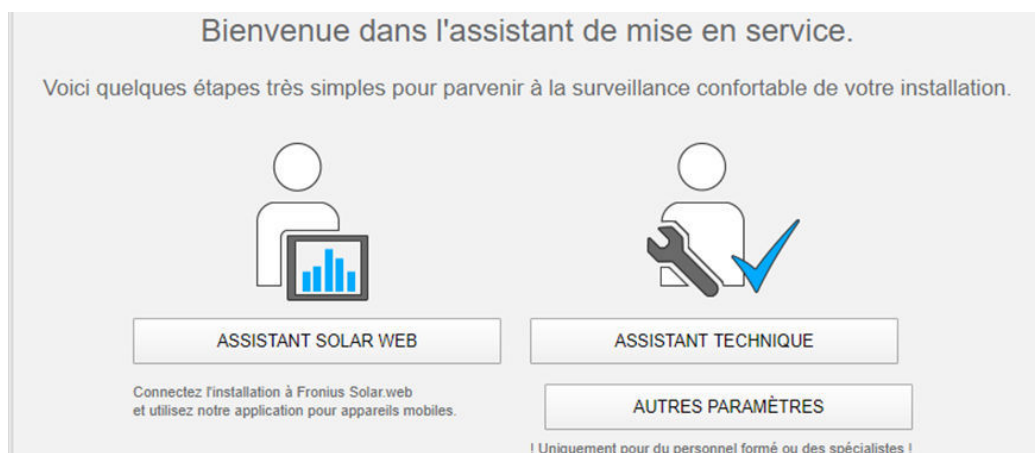 Bienvenue dans l'assistant de mise en service.
Voici quelques étapes très simples pour parvenir à la surveillance confortable de votre installation.
ASSISTANT SOLAR WEB
Connectez l'installation à Fronius Solar.web
et utilisez notre application pour appareils mobiles.
ASSISTANT TECHNIQUE
AUTRES PARAMÈTRES
! Uniquement pour du personnel formé ou des spécialistes !